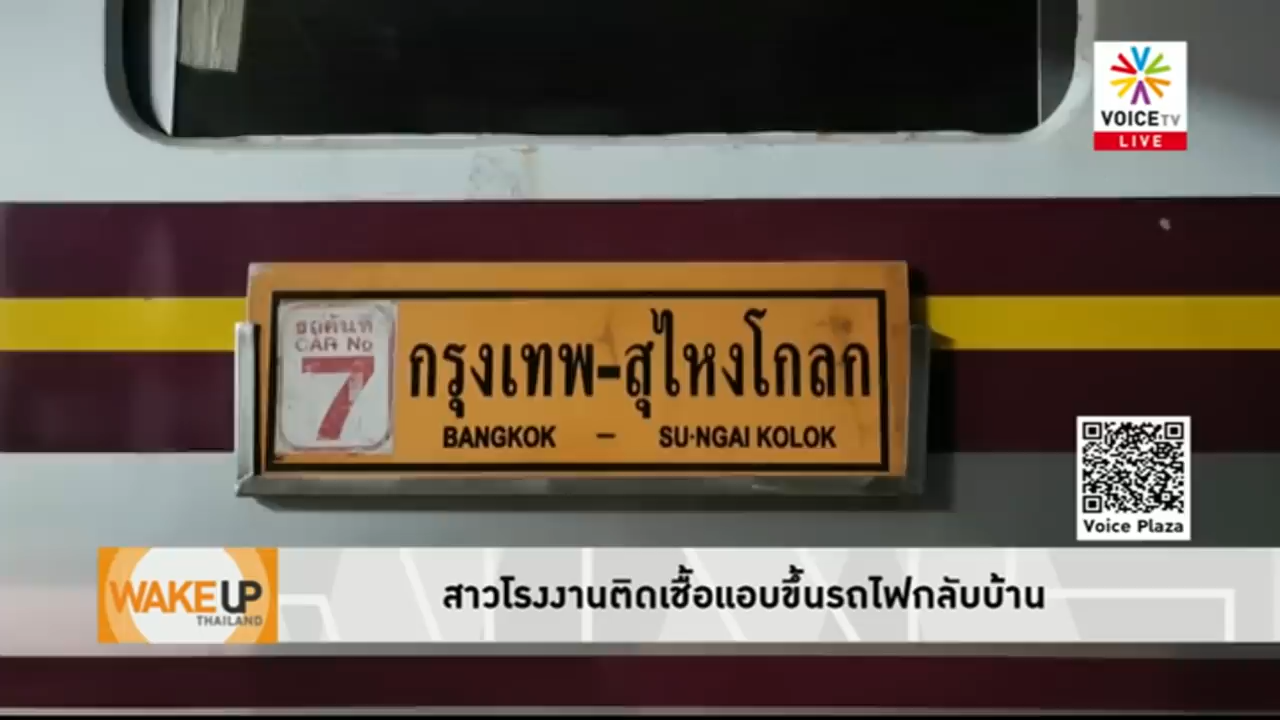 VOICE TV
LIVE
รถคันที่
CAR No
7
กรุงเทพ-สุไหงโกลก
BANGKOK – SU·NGAI KOLOK
Voice Plaza
WAKE UP
THAILAND
สาวโรงงานติดเชื้อแอบขึ้นรถไฟกลับบ้าน